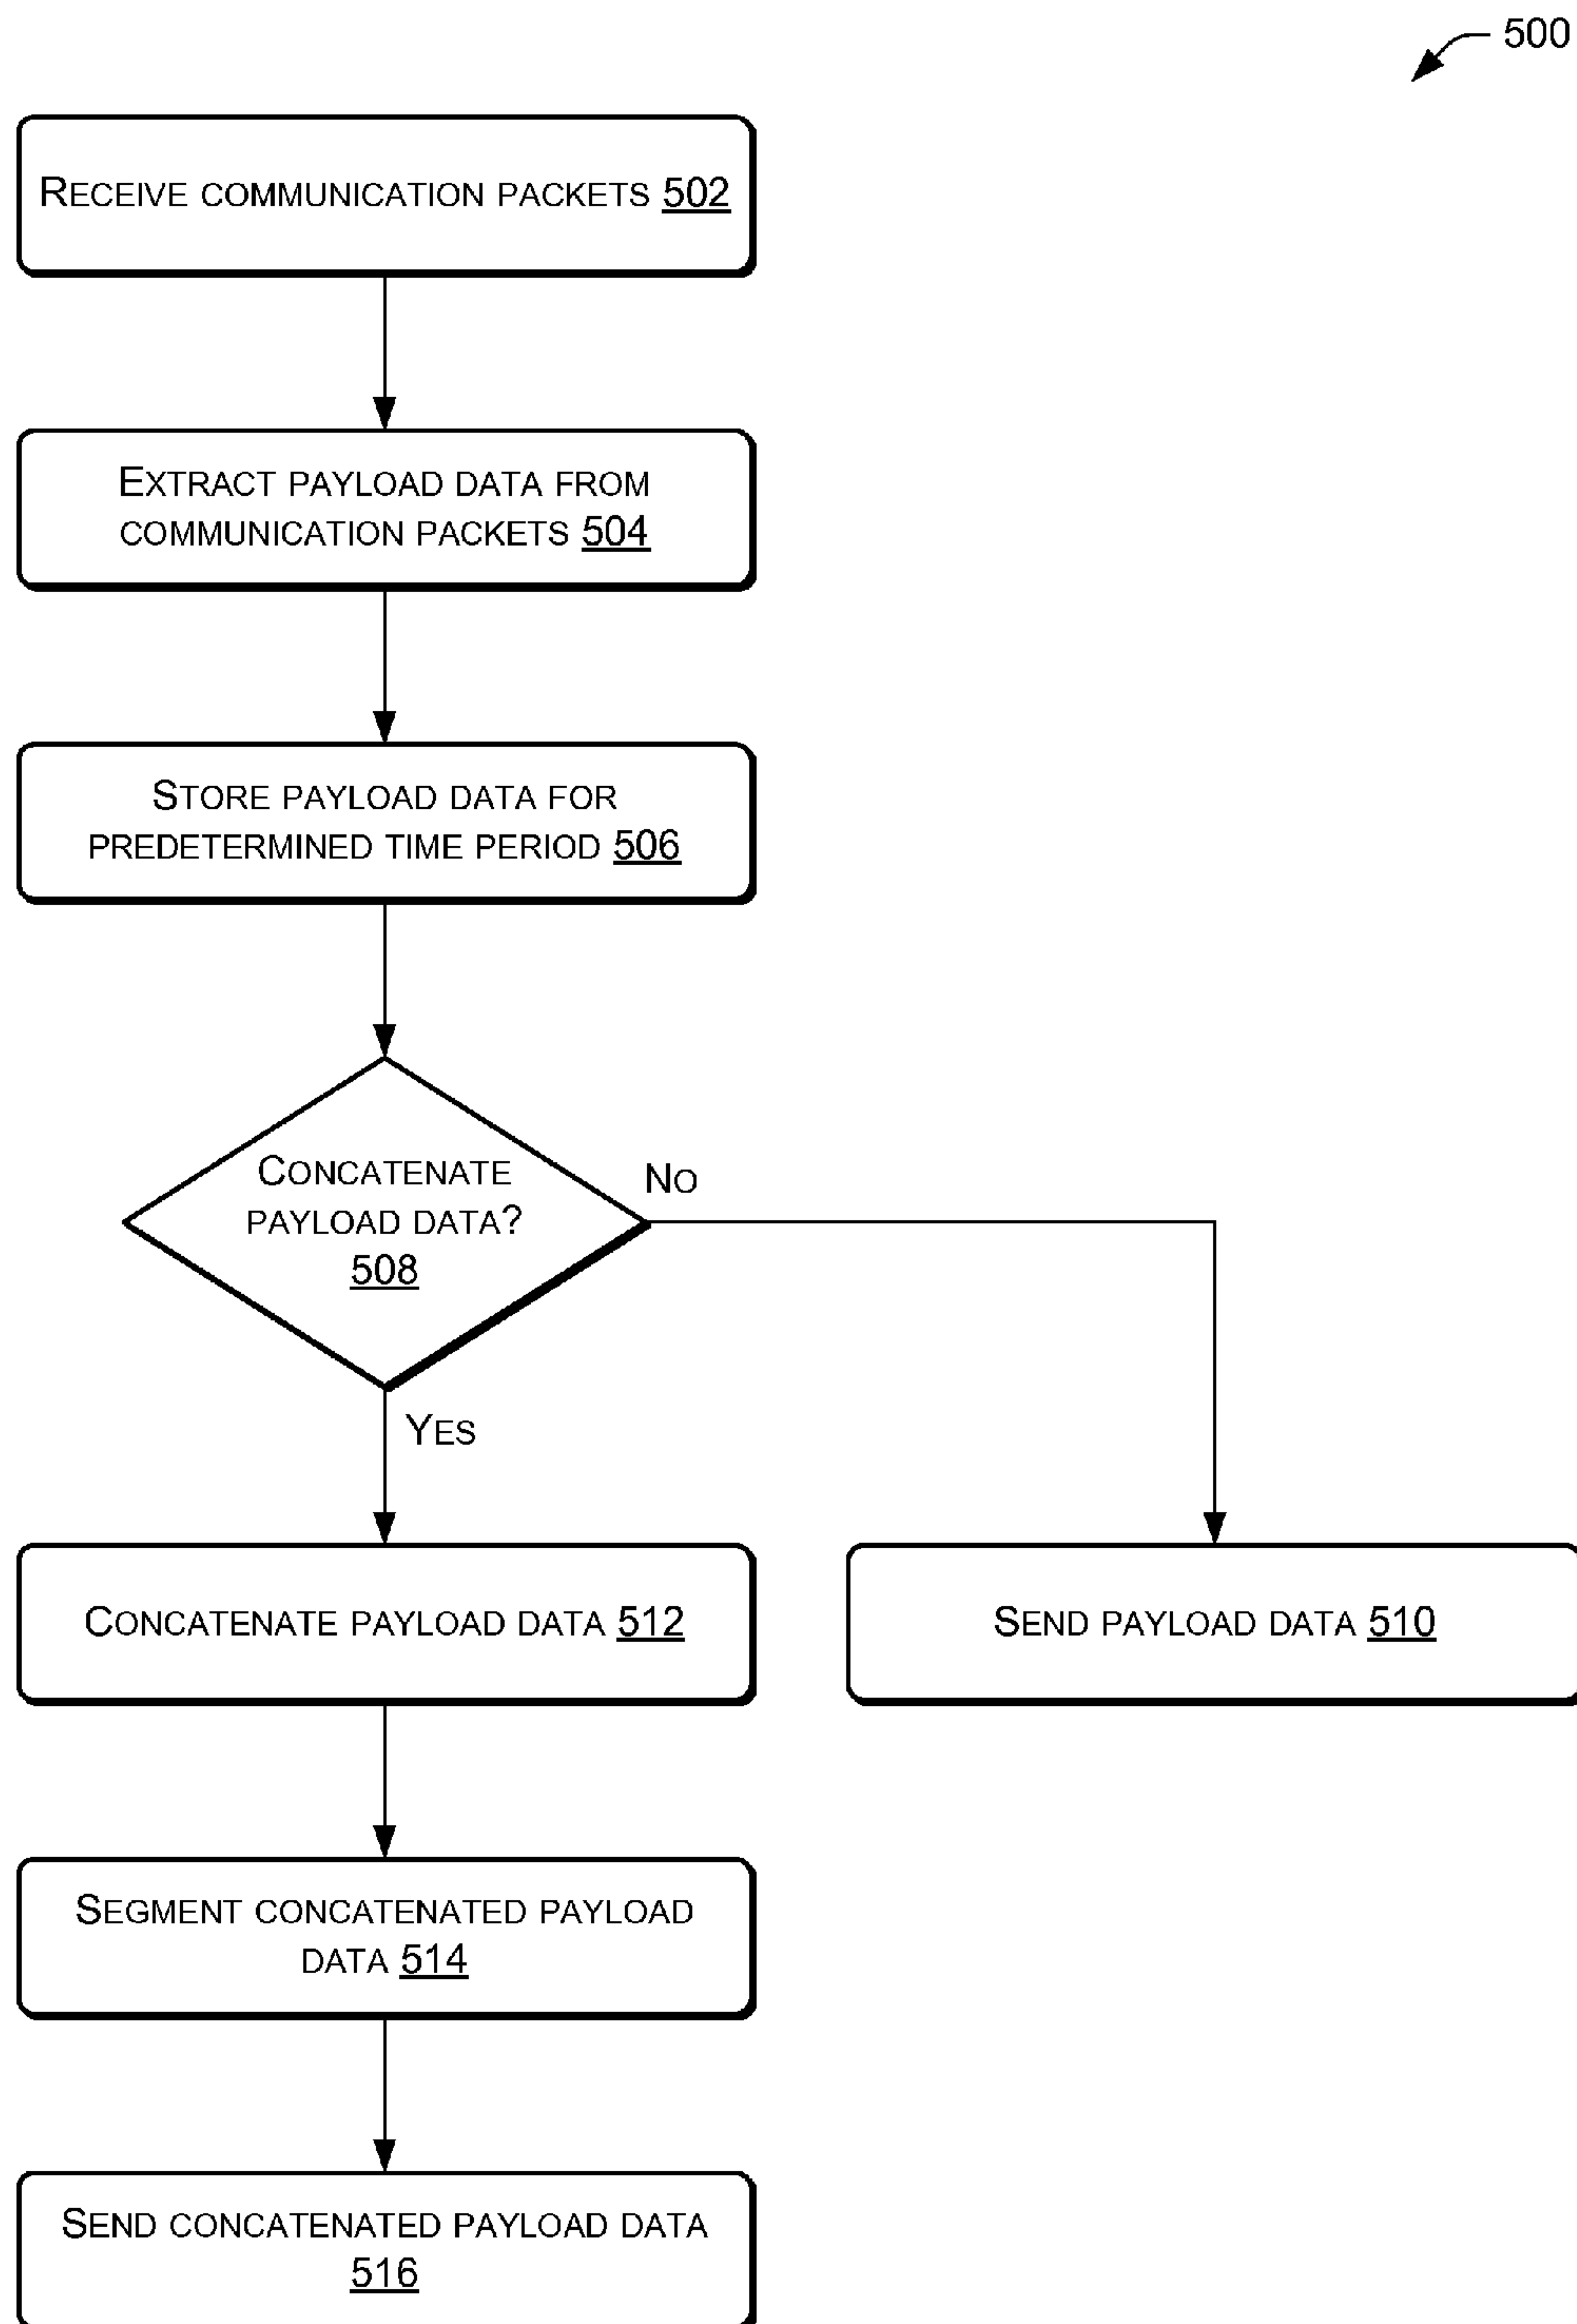 500
RECEIVE COMMUNICATION PACKETS 502
EXTRACT PAYLOAD DATA FROM
COMMUNICATION PACKETS 504
STORE PAYLOAD DATA FOR
PREDETERMINED TIME PERIOD 506
CONCATENATE
PAYLOAD DATA?
508
NO
YES
CONCATENATE PAYLOAD DATA 512
SEND PAYLOAD DATA 510
SEGMENT CONCATENATED PAYLOAD
DATA 514
SEND CONCATENATED PAYLOAD DATA
516